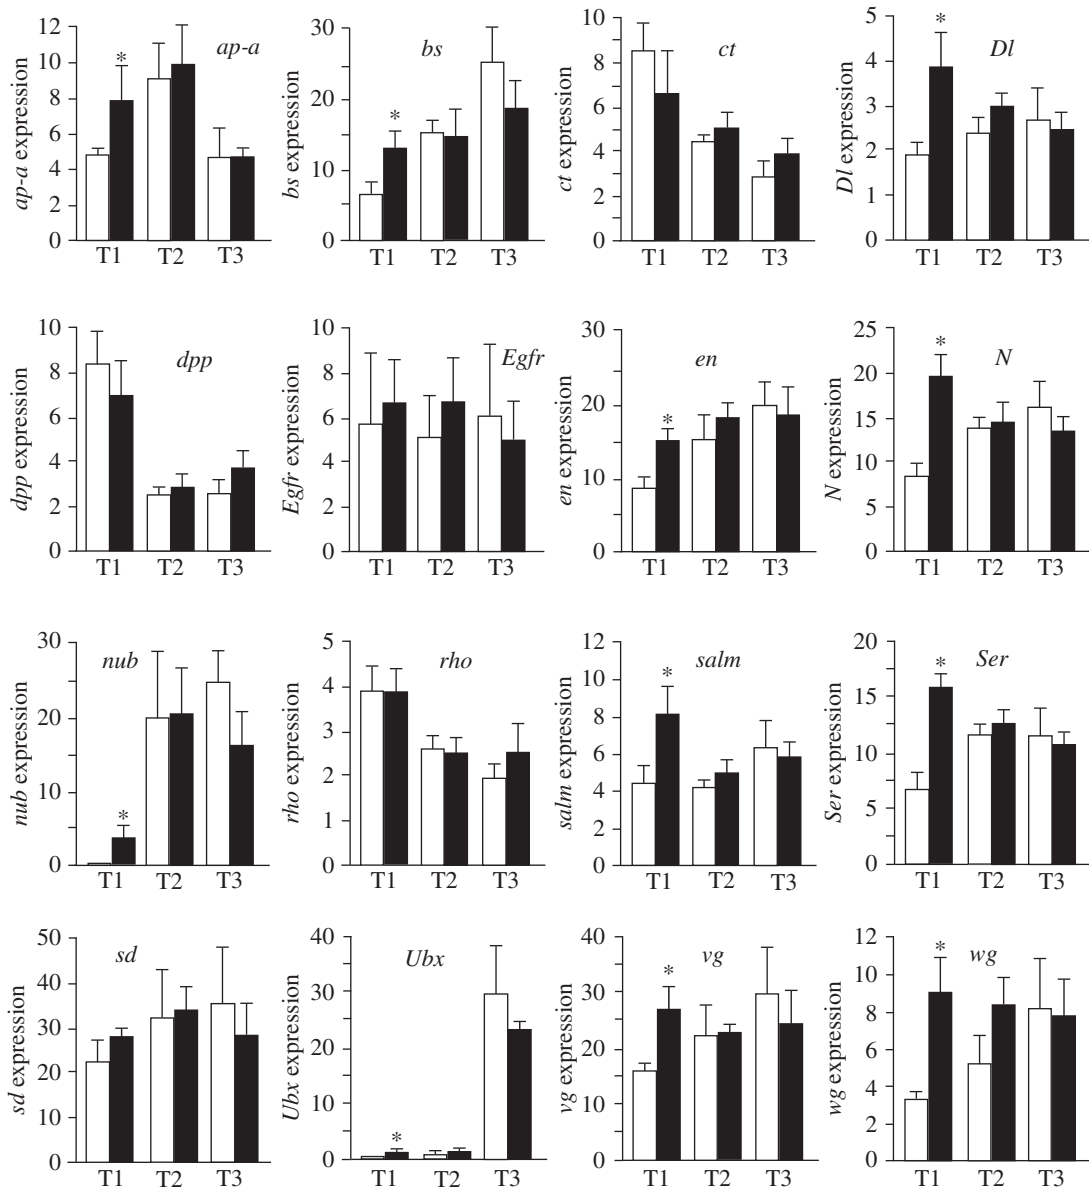 12
10
8
6
4
2
0
ap-a expression
ap-a
*
T1 T2 T3
30
20
10
0
bs expression
bs
*
T1 T2 T3
10
8
6
4
2
0
ct expression
ct
T1 T2 T3
5
4
3
2
1
0
Dl expression
Dl
*
T1 T2 T3
10
8
6
4
2
0
dpp expression
dpp
T1 T2 T3
10
8
6
4
2
0
Egfr expression
Egfr
T1 T2 T3
30
20
10
0
en expression
en
*
T1 T2 T3
25
20
15
10
5
0
N expression
N
*
T1 T2 T3
30
20
10
0
nub expression
nub
*
T1 T2 T3
5
4
3
2
1
0
rho expression
rho
T1 T2 T3
12
10
8
6
4
2
0
salm expression
salm
*
T1 T2 T3
20
15
10
5
0
Ser expression
Ser
*
T1 T2 T3
50
40
30
20
10
0
sd expression
sd
T1 T2 T3
40
30
20
10
0
Ubx expression
Ubx
*
T1 T2 T3
40
30
20
10
0
vg expression
vg
*
T1 T2 T3
12
10
8
6
4
2
0
wg expression
wg
*
T1 T2 T3